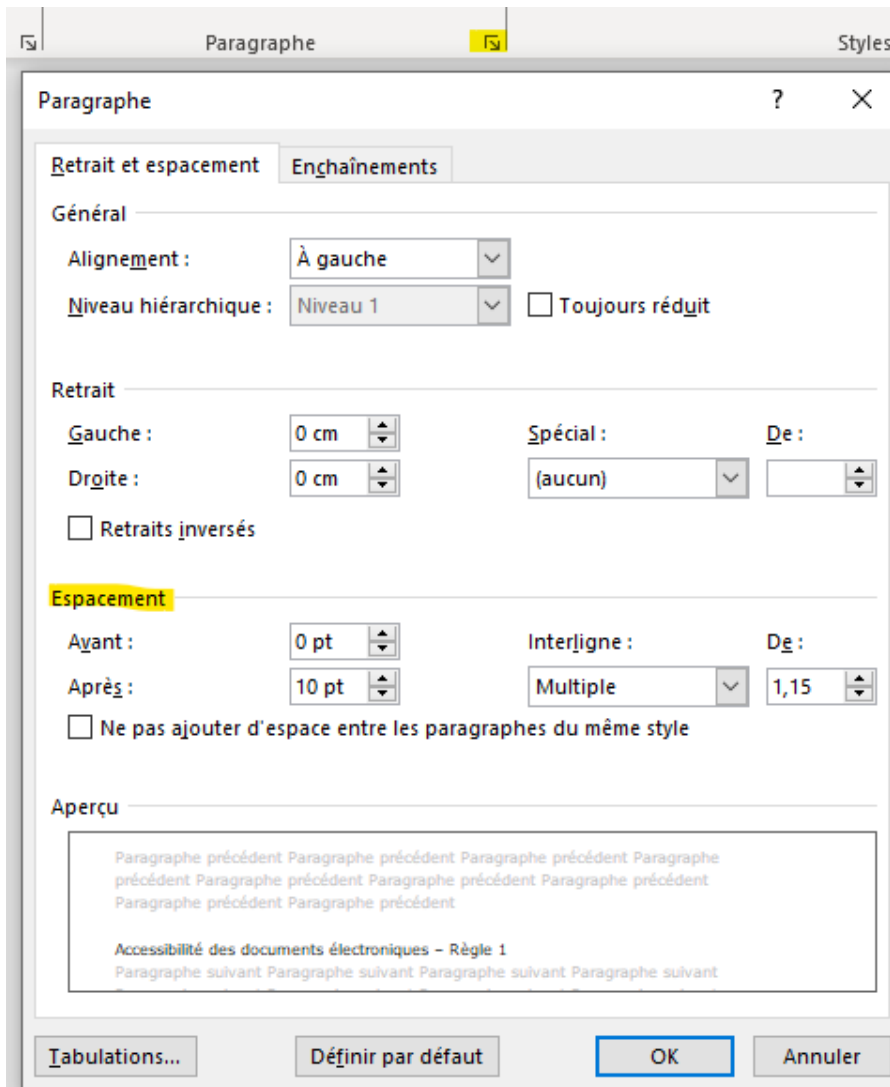 Paragraphe Styles
Paragraphe ?
Retrait et espacement Enchaînements
Général
Alignement : À gauche
Niveau hiérarchique : Niveau 1 Toujours réduit
Retrait
Gauche : 0 cm Spécial : De :
Droite : 0 cm (aucun)
Retraits inversés
Espacement
Avant : 0 pt Interligne : De :
Après : 10 pt Multiple 1,15
Ne pas ajouter d'espace entre les paragraphes du même style
Aperçu
Paragraphe précédent Paragraphe précédent Paragraphe précédent Paragraphe
précédent Paragraphe précédent Paragraphe précédent Paragraphe précédent
Paragraphe précédent Paragraphe précédent
Accessibilité des documents électroniques – Règle 1
Paragraphe suivant Paragraphe suivant Paragraphe suivant Paragraphe suivant
Tabulations... Définir par défaut OK Annuler